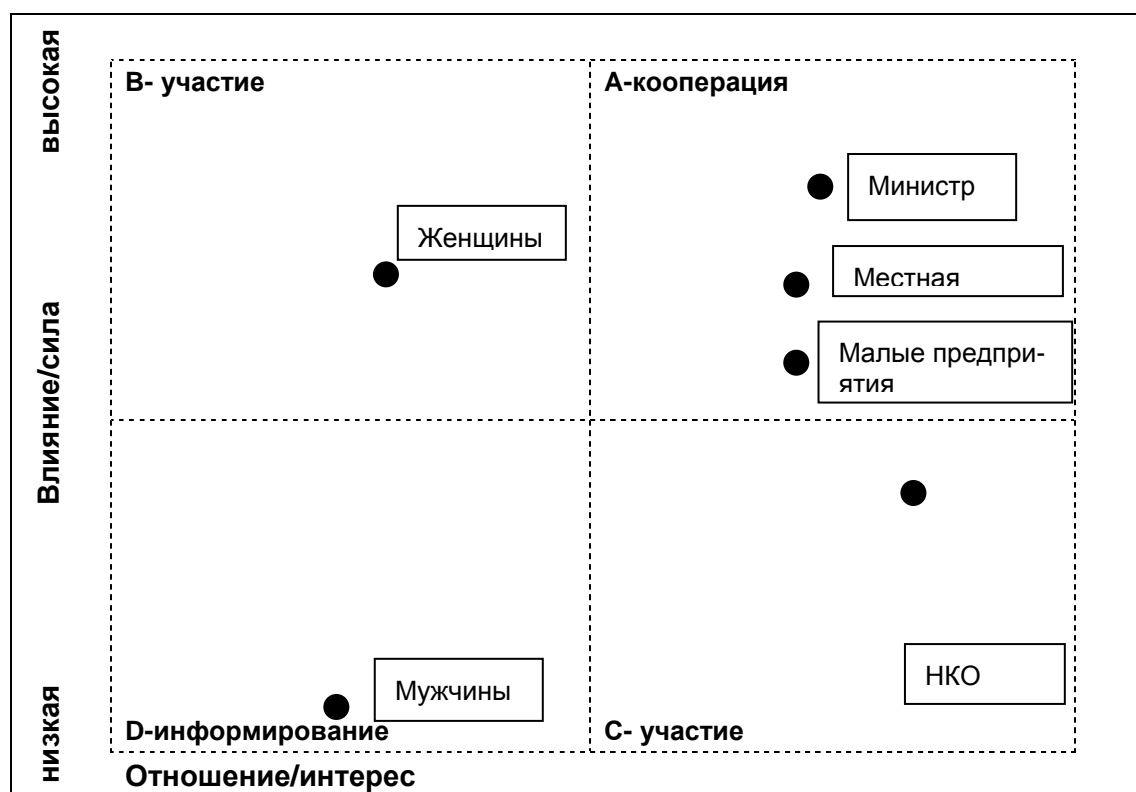 высокая
В- участие
А-кооперация
Министр
Женщины
Местная
Малые предпри-
ятия
Влияние/сила
НКО
Мужчины
низкая
D-информирование
С- участие
Отношение/интерес